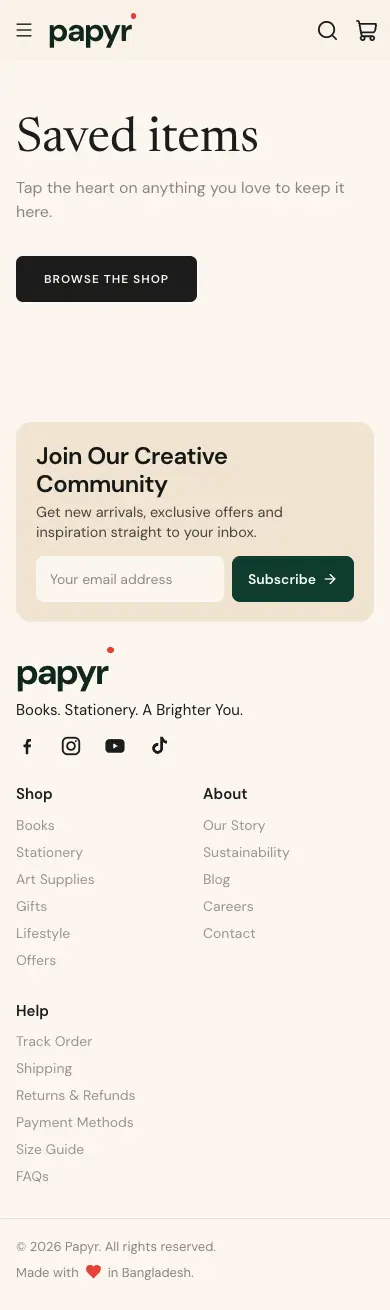 papyr
Saved items
Tap the heart on anything you love to keep it
here.
BROWSE THE SHOP
Join Our Creative
Community
Get new arrivals, exclusive offers and
inspiration straight to your inbox.
Your email address
Subscribe →
papyr
Books. Stationery. A Brighter You.
Shop
Books
Stationery
Art Supplies
Gifts
Lifestyle
Offers
About
Our Story
Sustainability
Blog
Careers
Contact
Help
Track Order
Shipping
Returns & Refunds
Payment Methods
Size Guide
FAQs
© 2026 Papyr. All rights reserved.
Made with ❤ in Bangladesh.